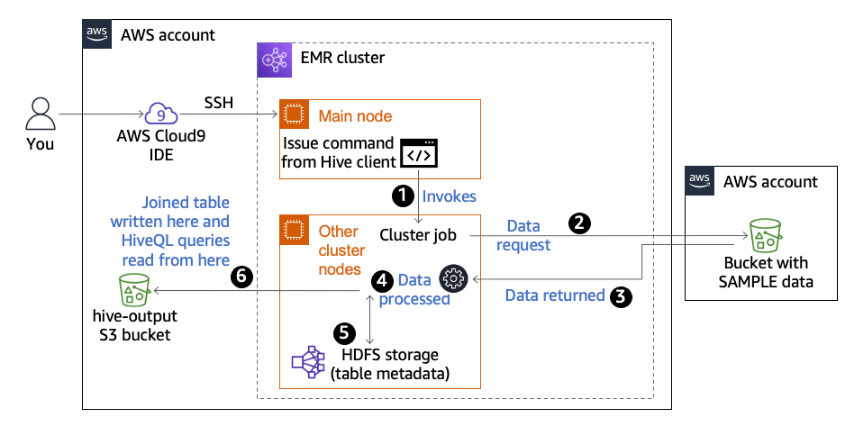 aws
AWS account
EMR cluster
You
9
AWS Cloud9
IDE
SSH
Main node
Issue command
from Hive client
</>
1
Invokes
Other
cluster
nodes
Cluster job
Data
request
2
aws
AWS account
Bucket with
SAMPLE data
Data returned
3
4
Data
processed
5
HDFS storage
(table metadata)
Joined table
written here and
HiveQL queries
read from here
6
hive-output
S3 bucket